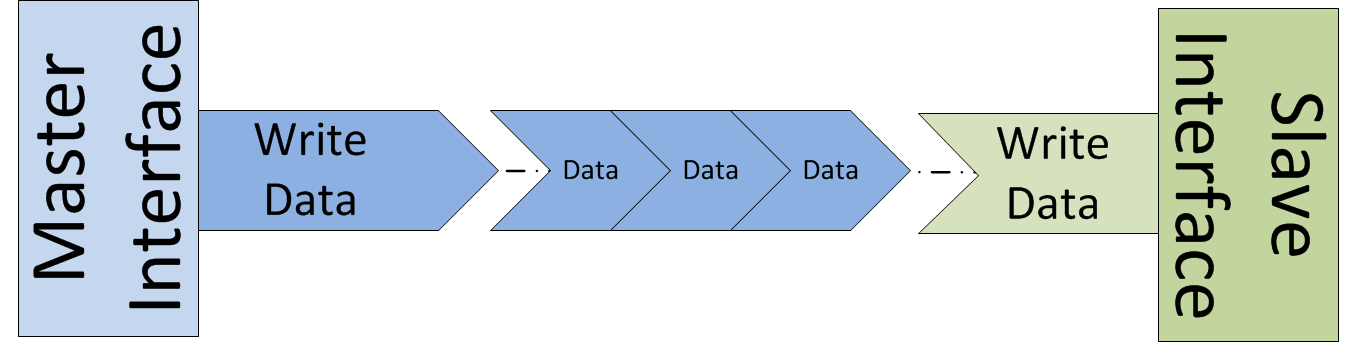 Master
Interface
Write
Data
Data
Data
Data
Write
Data
Slave
Interface